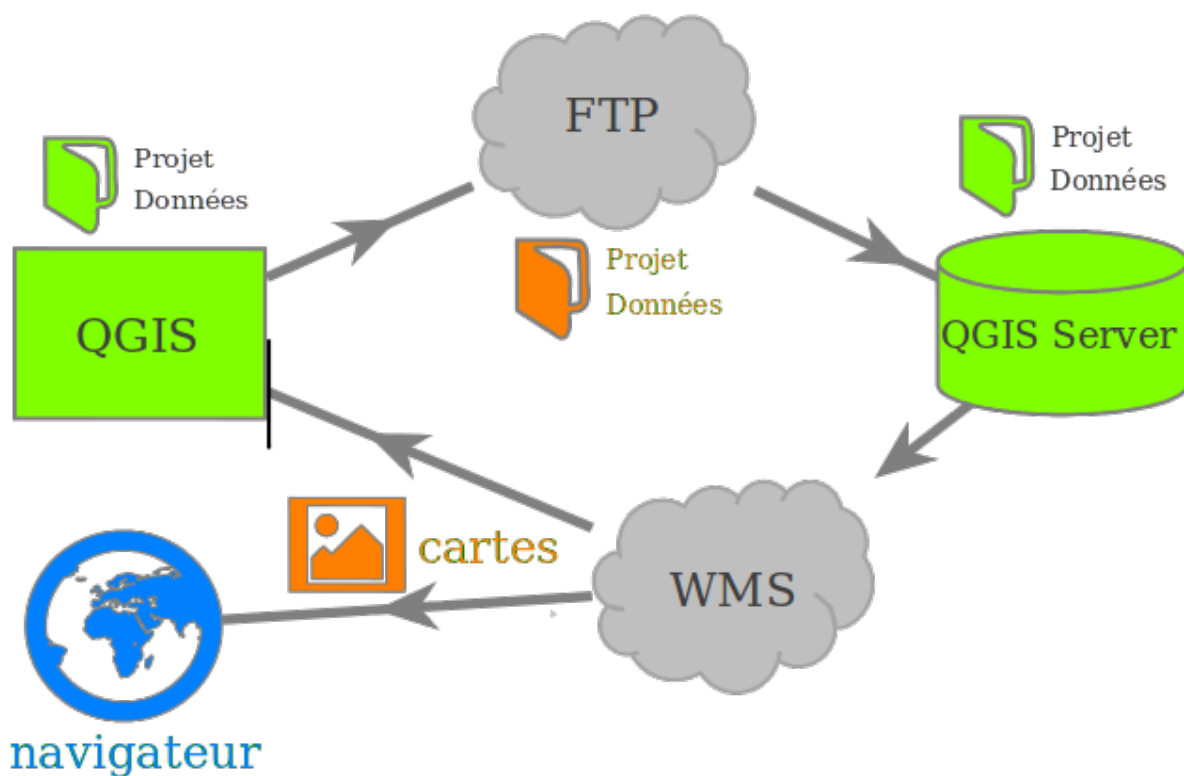 FTP
Projet
Données
Projet
Données
Projet
Données
QGIS
QGIS Server
cartes
WMS
navigateur